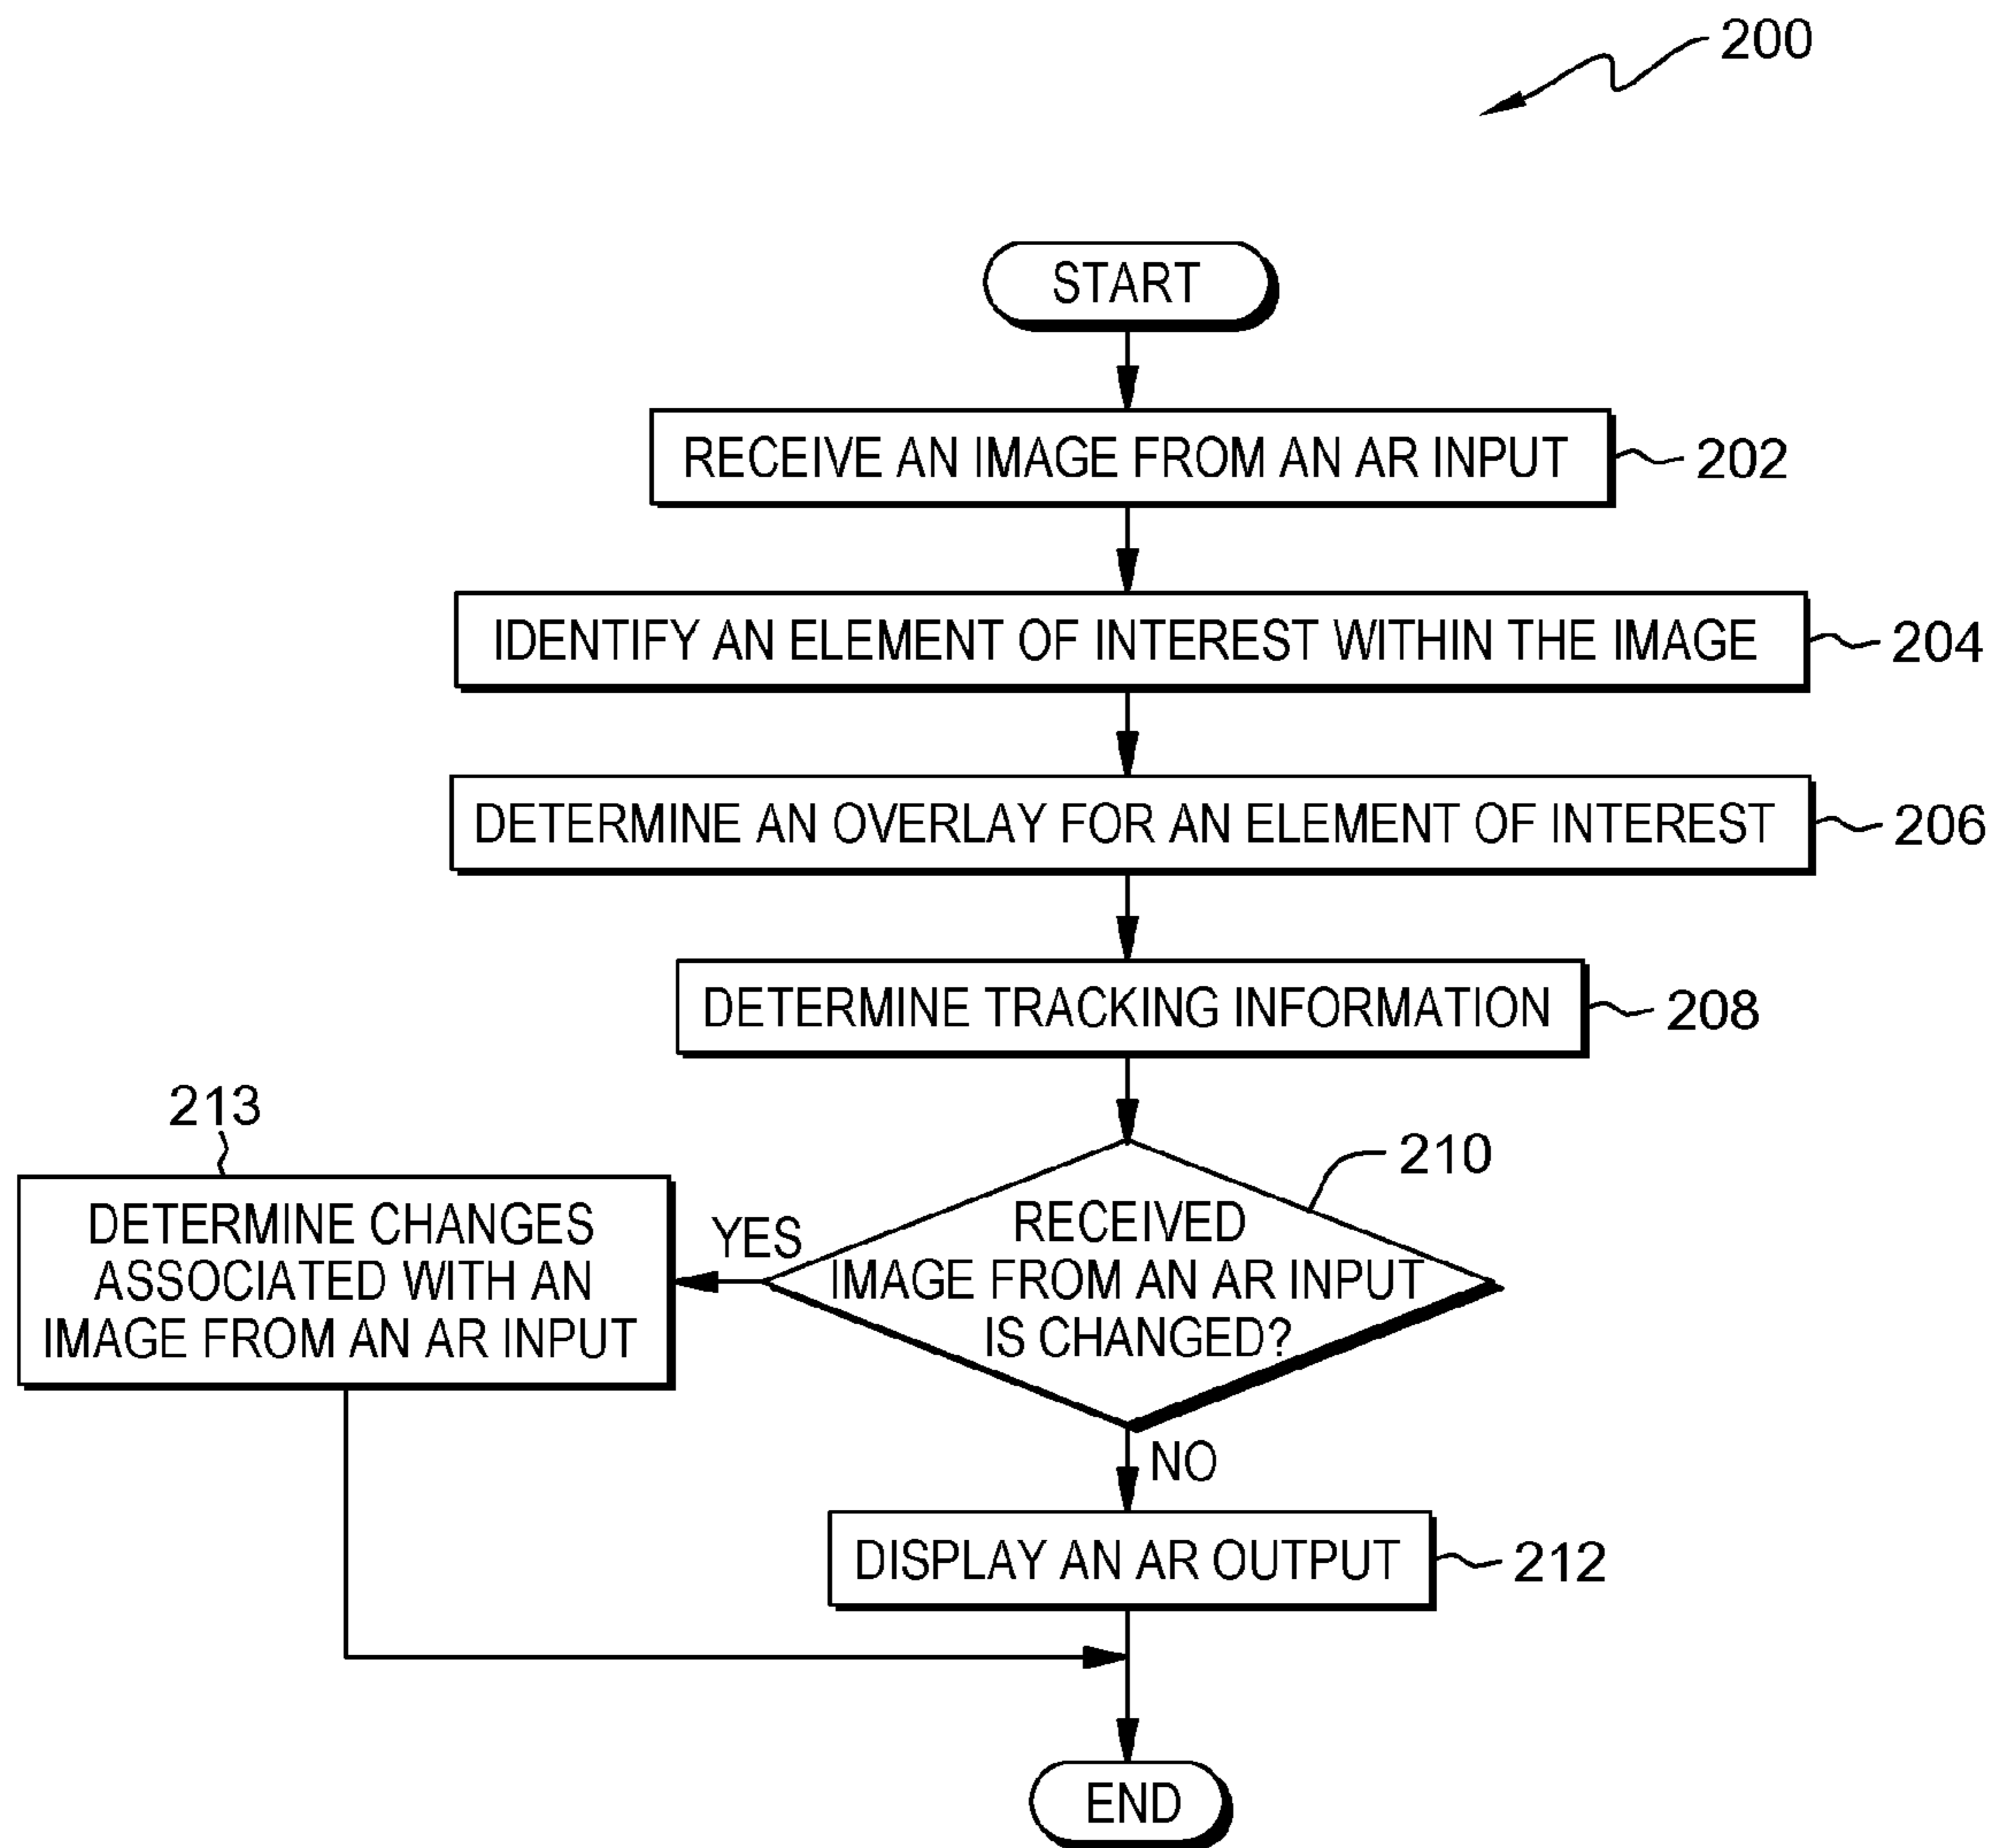 200
START
RECEIVE AN IMAGE FROM AN AR INPUT
202
IDENTIFY AN ELEMENT OF INTEREST WITHIN THE IMAGE
204
DETERMINE AN OVERLAY FOR AN ELEMENT OF INTEREST
206
DETERMINE TRACKING INFORMATION
208
213
DETERMINE CHANGES
ASSOCIATED WITH AN
IMAGE FROM AN AR INPUT
YES
210
RECEIVED
IMAGE FROM AN AR INPUT
IS CHANGED?
NO
DISPLAY AN AR OUTPUT
212
END